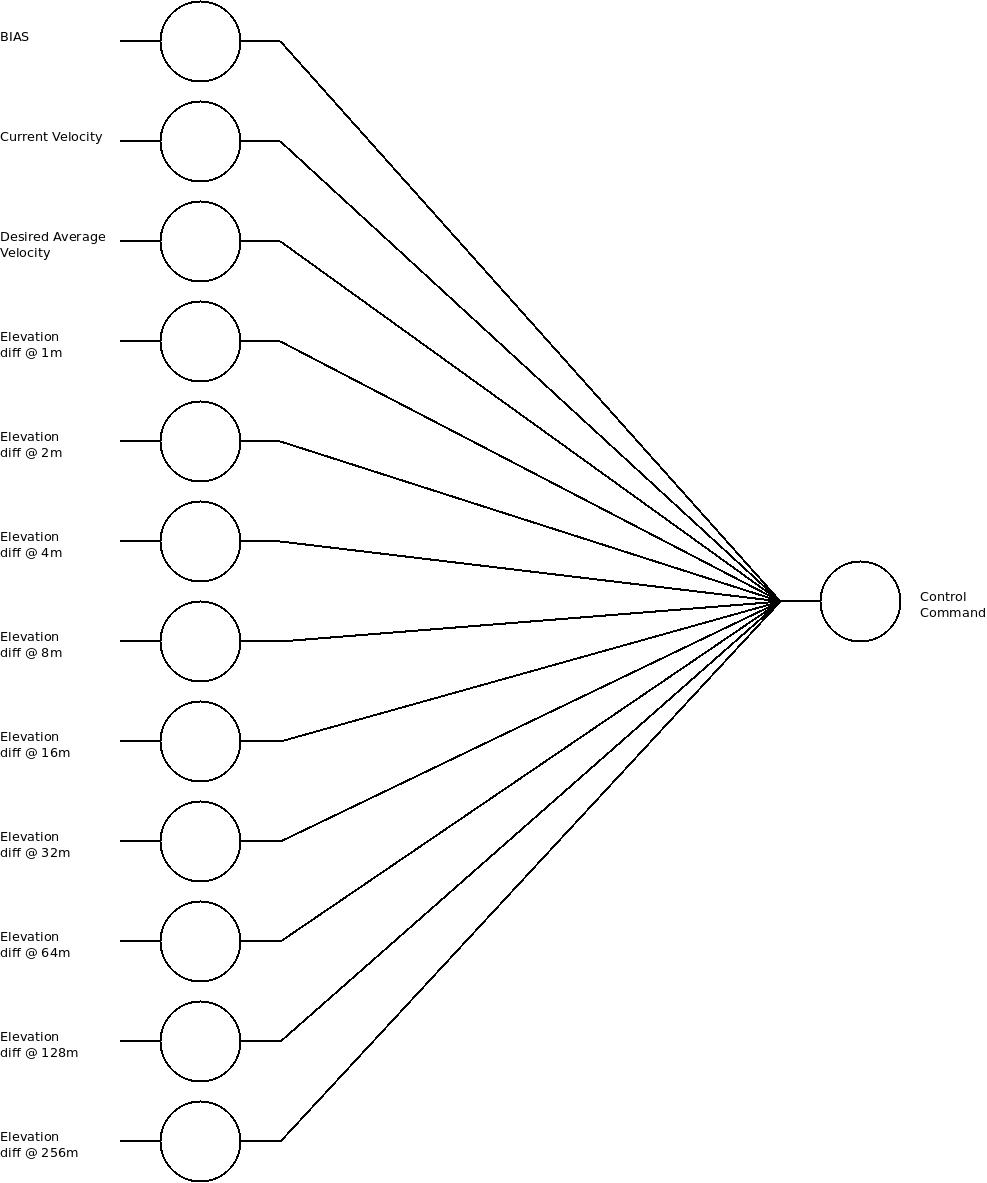 BIAS
Current Velocity
Desired Average
Velocity
Elevation
diff @ 1m
Elevation
diff @ 2m
Elevation
diff @ 4m
Elevation
diff @ 8m
Elevation
diff @ 16m
Elevation
diff @ 32m
Elevation
diff @ 64m
Elevation
diff @ 128m
Elevation
diff @ 256m
Control
Command